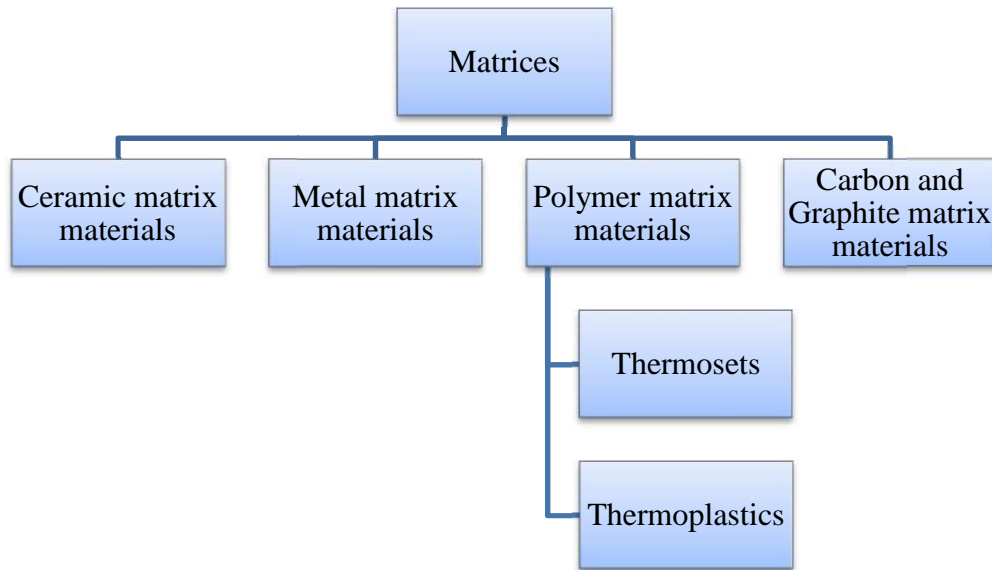 Matrices
Ceramic matrix
materials
Metal matrix
materials
Polymer matrix
materials
Carbon and
Graphite matrix
materials
Thermosets
Thermoplastics